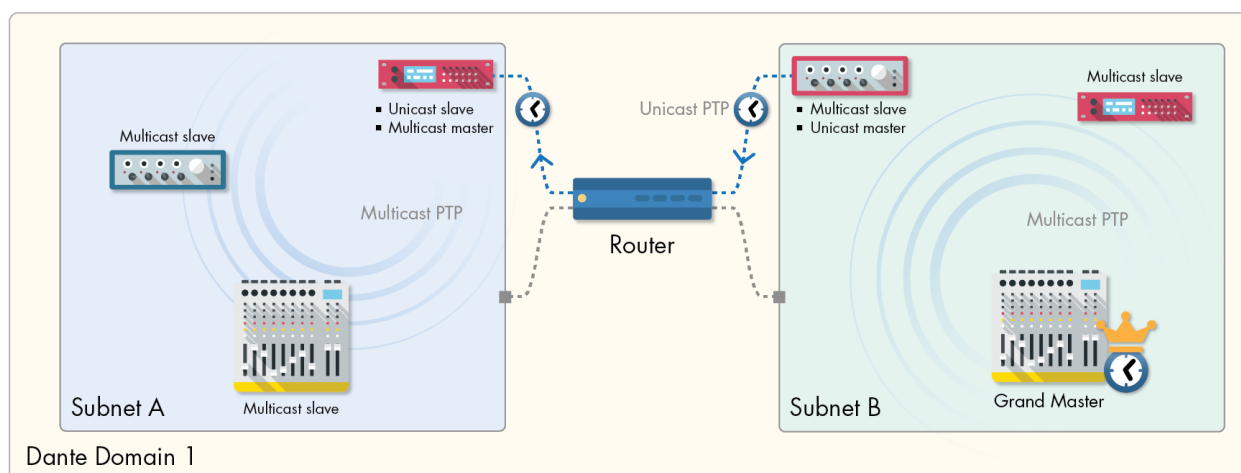 Multicast slave
Unicast slave
Multicast master
Multicast PTP
Multicast slave
Subnet A
Unicast PTP
Router
Multicast slave
Unicast master
Multicast slave
Multicast PTP
Grand Master
Subnet B
Dante Domain 1